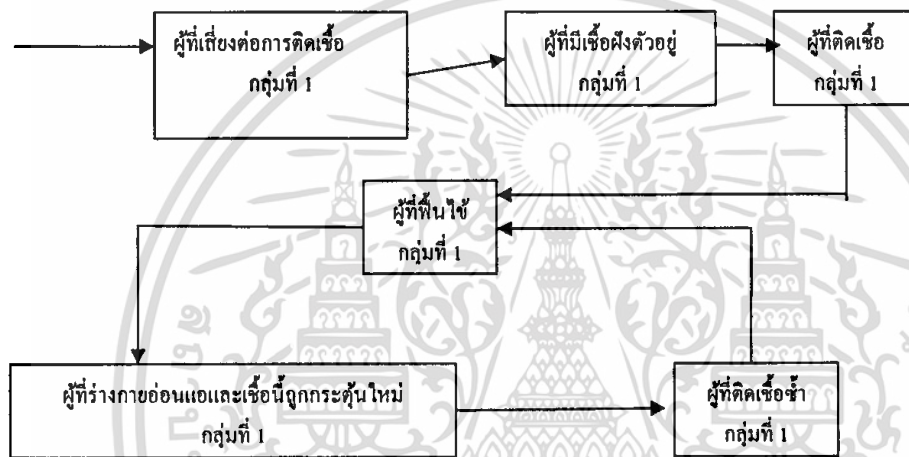 ผู้ที่เสี่ยงต่อการติดเชื้อ
กลุ่มที่ 1
ผู้ที่มีเชื้อฝังตัวอยู่
กลุ่มที่ 1
ผู้ที่ติดเชื้อ
กลุ่มที่ 1
ผู้ที่ฟื้นไข้
กลุ่มที่ 1
ผู้ที่ร่างกายอ่อนแอและเชื้อนี้ถูกกระตุ้นใหม่
กลุ่มที่ 1
ผู้ที่ติดเชื้อซ้ำ
กลุ่มที่ 1